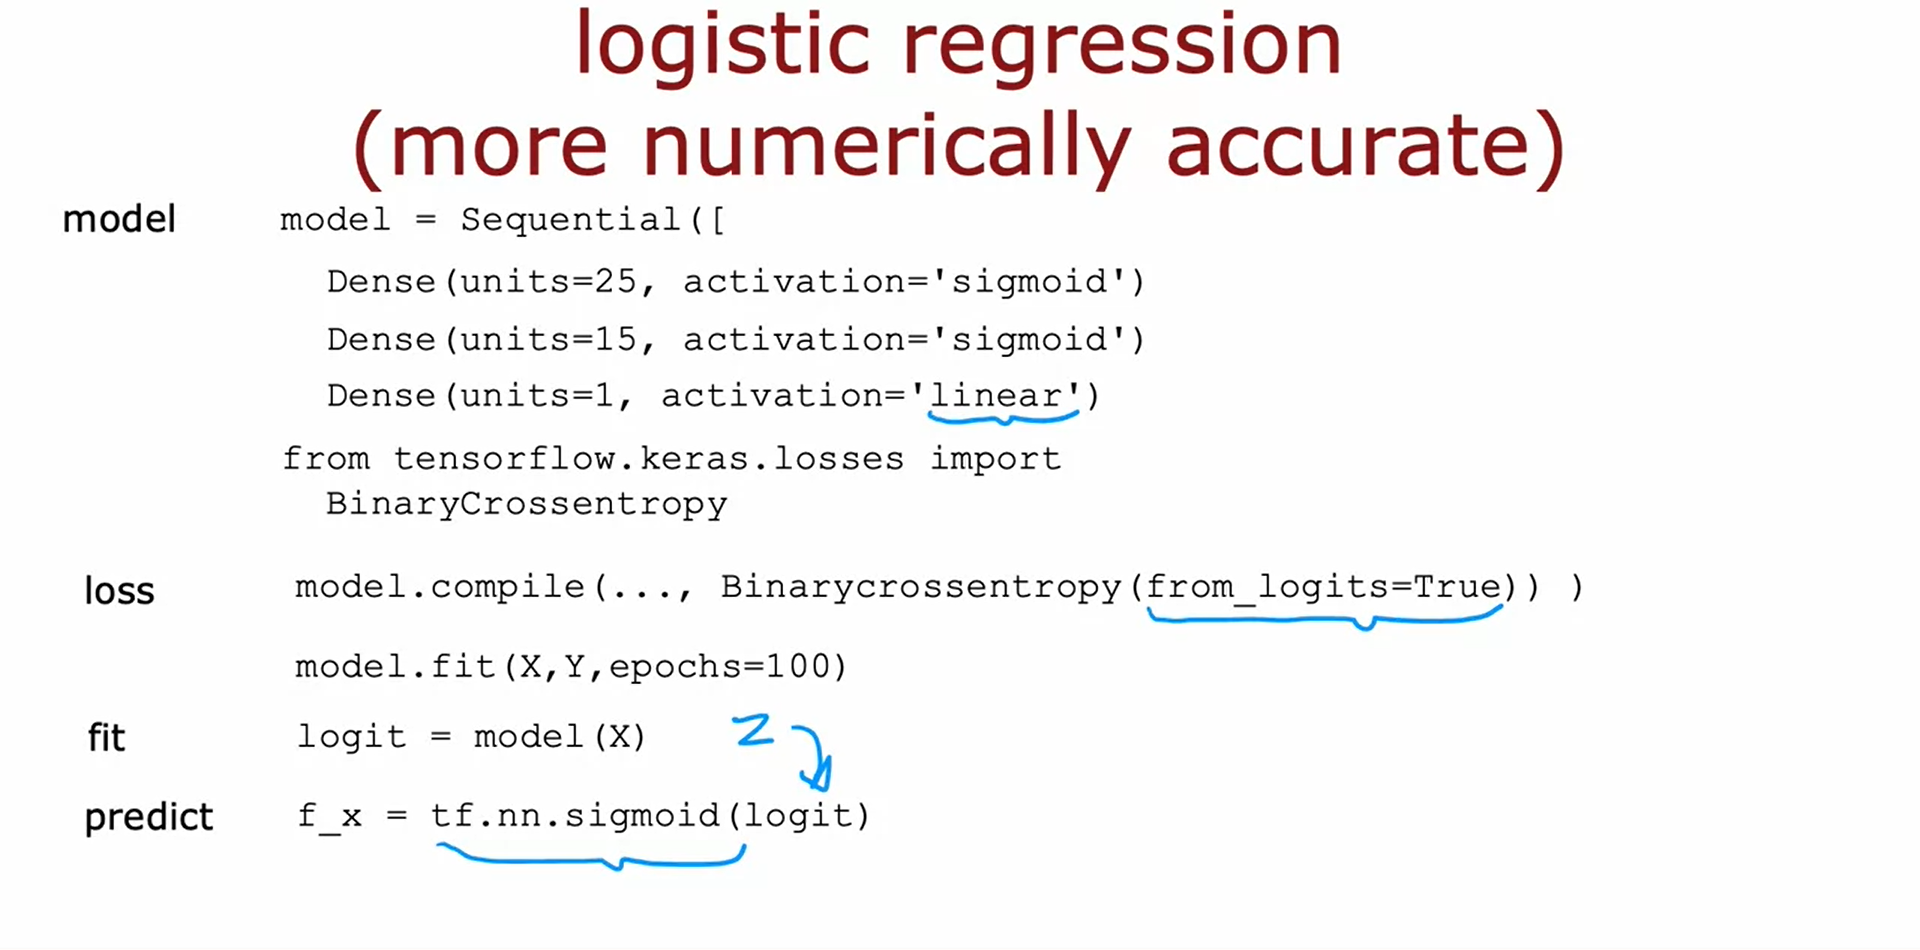 logistic regression
(more numerically accurate)
model model = Sequential([
Dense(units=25, activation='sigmoid')
Dense(units=15, activation='sigmoid')
Dense(units=1, activation='linear')
from tensorflow.keras.losses import
BinaryCrossentropy
loss model.compile(..., Binarycrossentropy(from_logits=True)) )
model.fit(X,Y,epochs=100)
fit logit = model(X) z
predict f_x = tf.nn.sigmoid(logit)